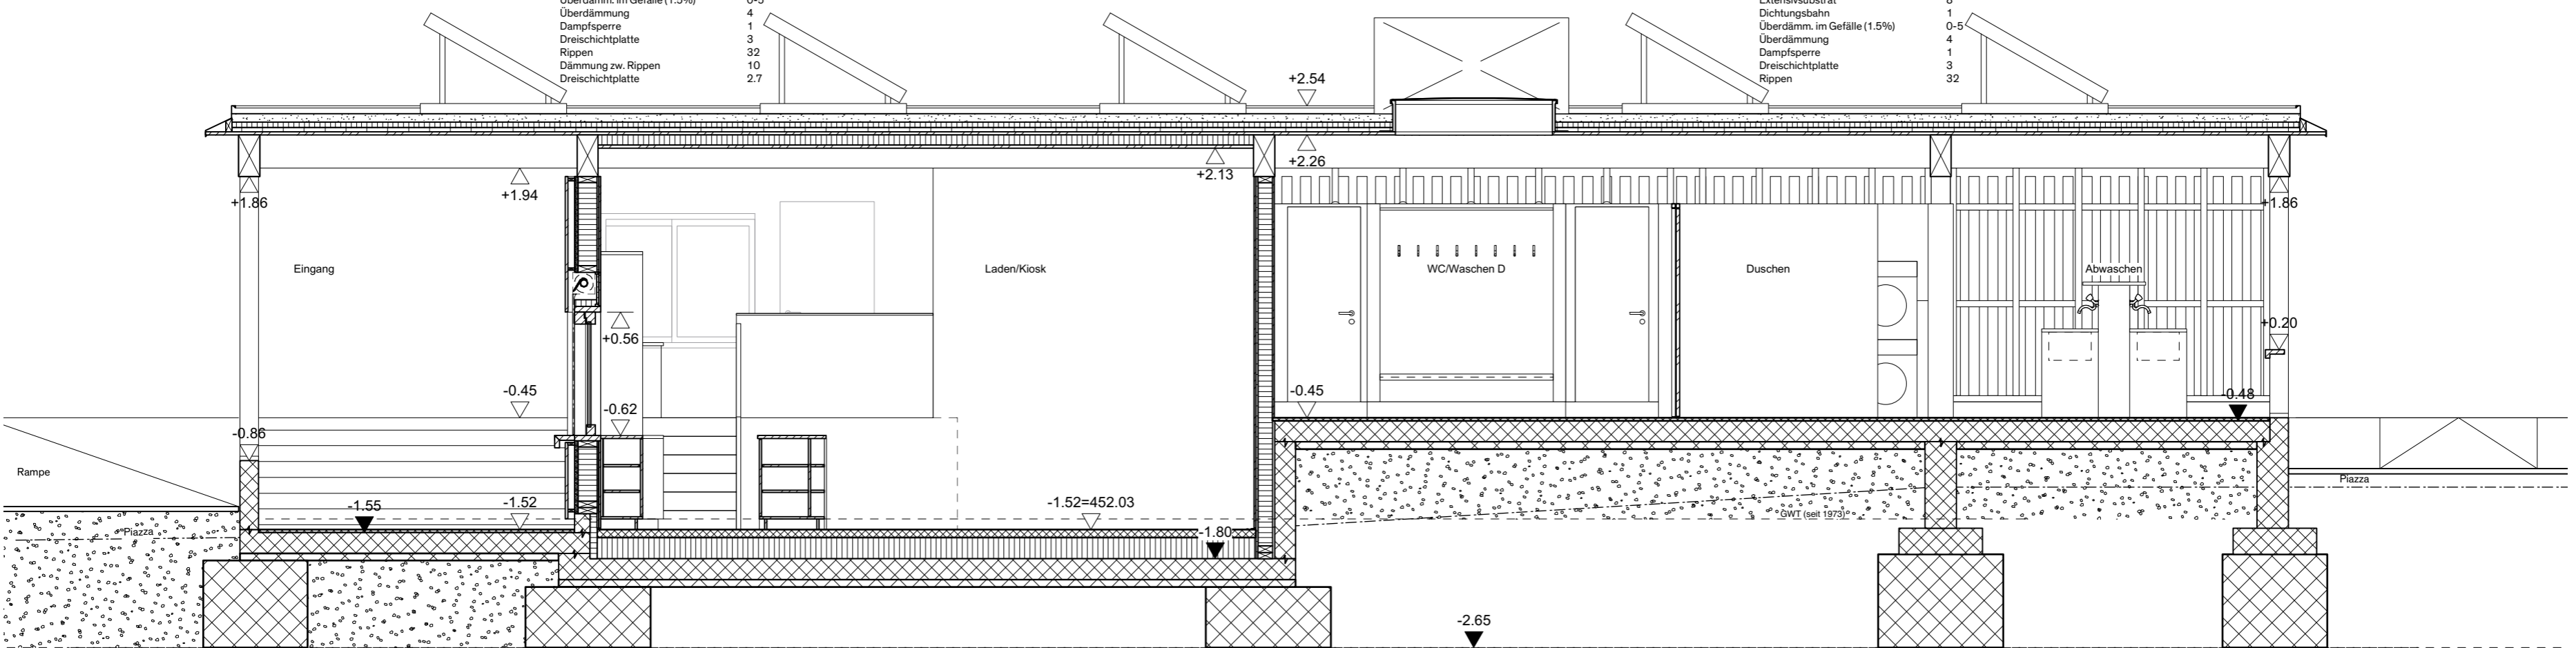 Überdämm. im Gefälle (1.5%) 0-5
Überdämmung 4
Dampfsperre 1
Dreischichtplatte 3
Rippen 32
Dämmung zw. Rippen 10
Dreischichtplatte 2.7
Extensivsubstrat 8
Dichtungsbahn 1
Überdämm. im Gefälle (1.5%) 0-5
Überdämmung 4
Dampfsperre 1
Dreischichtplatte 3
Rippen 32
+2.54
+2.26
+2.13
+1.94
+1.86
+1.86
Eingang
Laden/Kiosk
WC/Waschen D
Duschen
Abwaschen
+0.56
+0.20
-0.45
-0.62
-0.45
-0.48
-0.86
Rampe
Piazza
-1.55
-1.52
-1.52=452.03
-1.80
GWT (seit 1973)
Piazza
-2.65